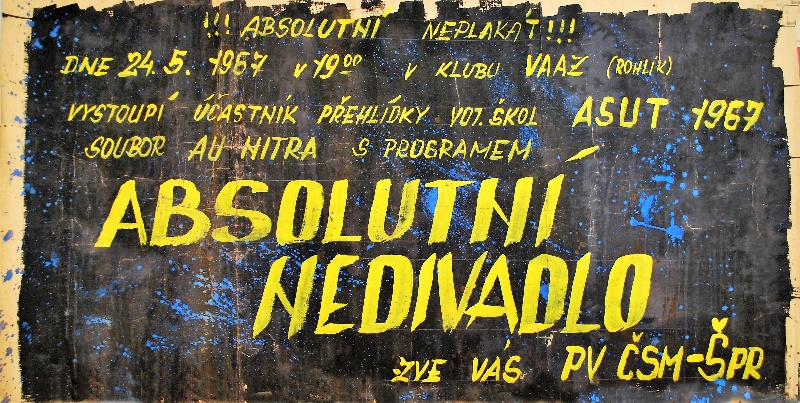 !!! ABSOLUTNÍ NEPLAKÁT!!!
DNE 24. 5. 1967 v 19⁰⁰ v KLUBU VAAZ (ROHLÍK)
VYSTOUPÍ ÚČASTNÍK PŘEHLÍDKY VOJ. ŠKOL ASUT 1967
SOUBOR AU NITRA S PROGRAMEM
ABSOLUTNÍ
NEDIVADLO
ZVE VÁS PV ČSM-ŠPR